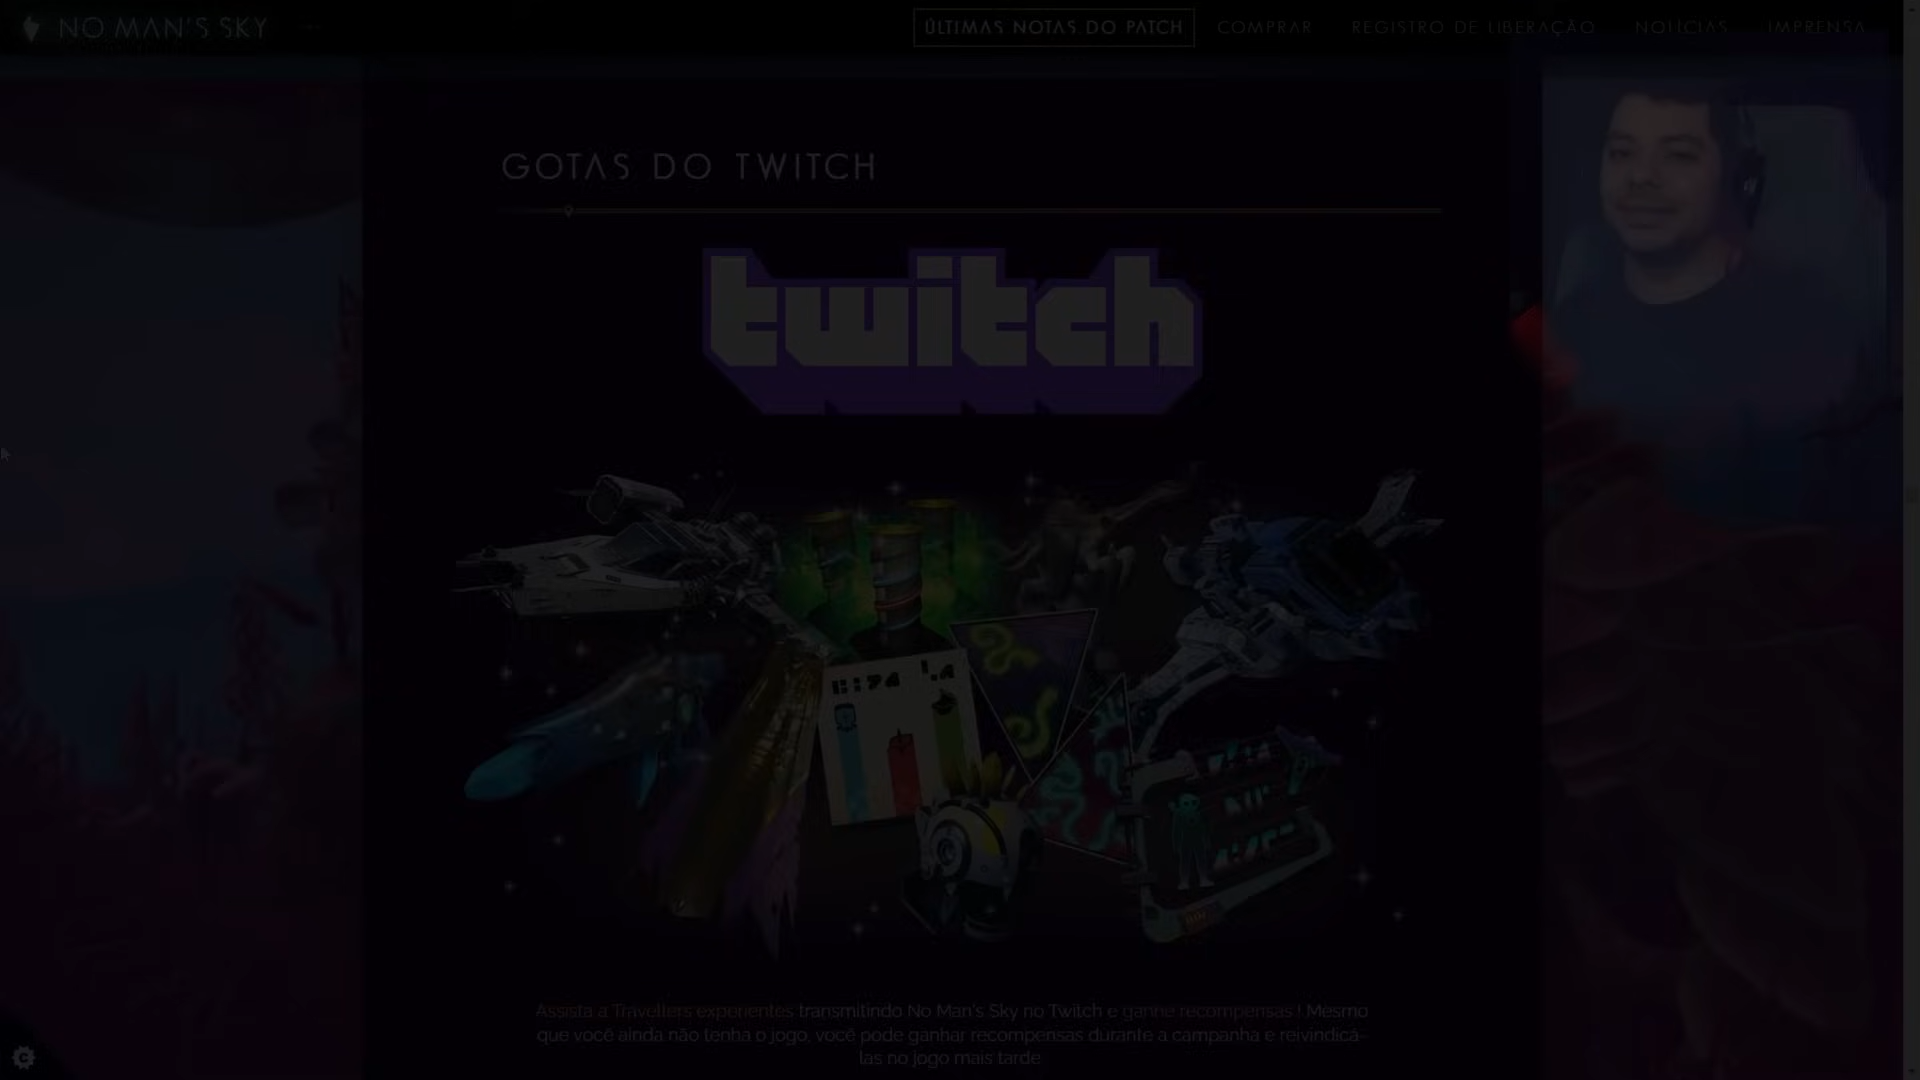 NO MAN'S SKY
ÚLTIMAS NOTAS DO PATCH
COMPRAR
REGISTRO DE LIBERAÇÃO
NOTÍCIAS
IMPRENSA
GOTAS DO TWITCH
twitch
Assista a Travellers experientes transmitindo No Man's Sky no Twitch e ganhe recompensas ! Mesmo
que você ainda não tenha o jogo, você pode ganhar recompensas durante a campanha e reivindicá-
las no jogo mais tarde